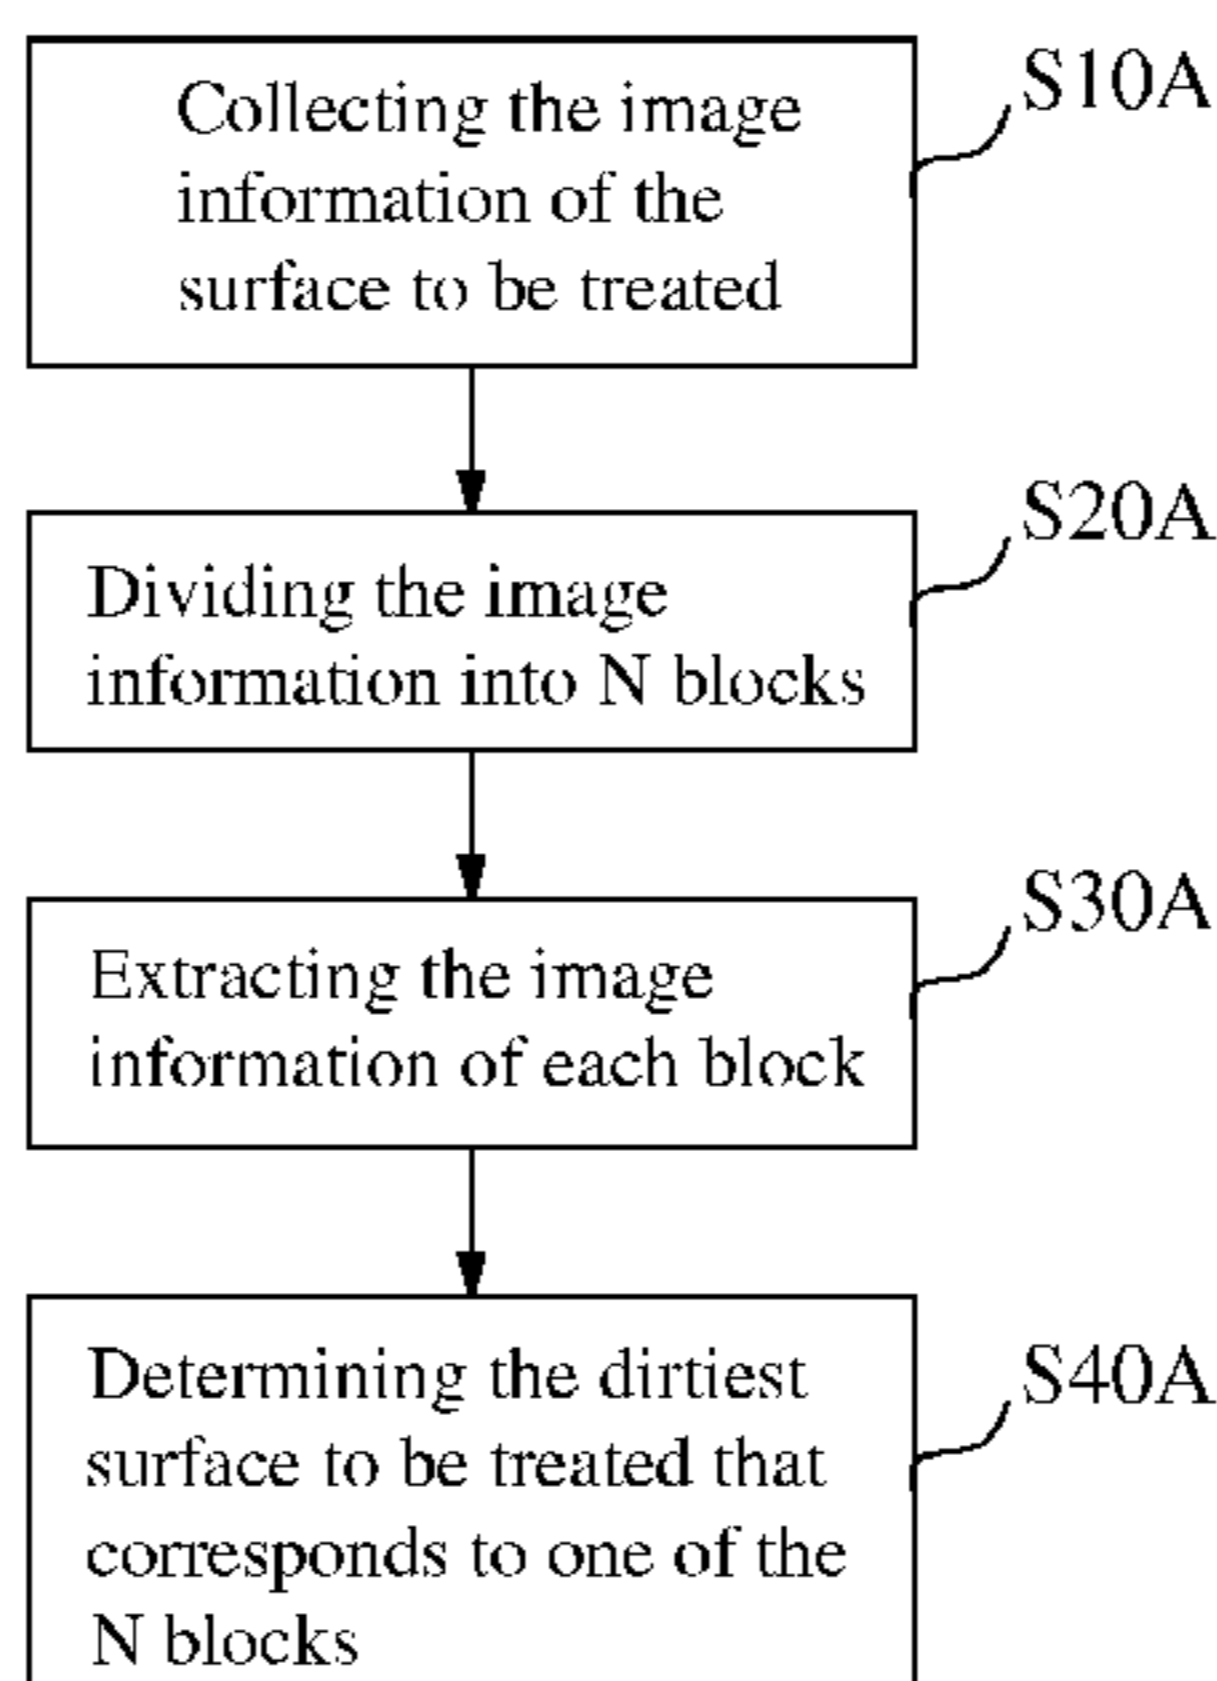 Collecting the image
information of the
surface to be treated
S10A
Dividing the image
information into N blocks
S20A
Extracting the image
information of each block
S30A
Determining the dirtiest
surface to be treated that
corresponds to one of the
N blocks
S40A